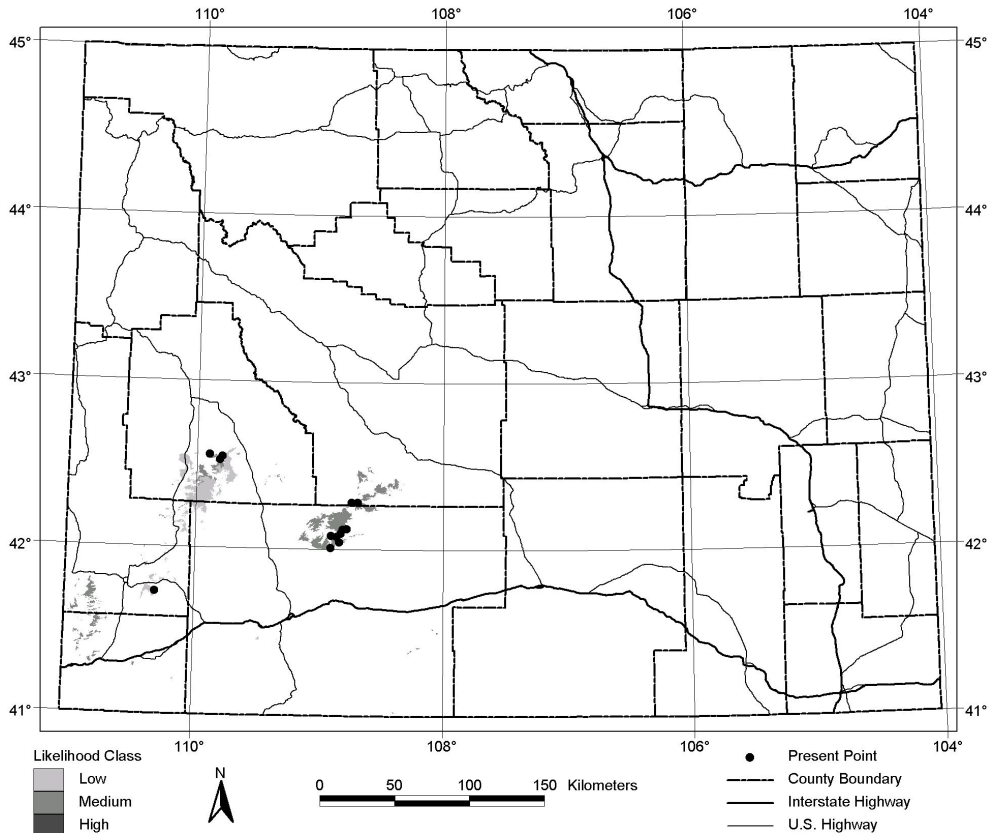 110° 108° 106° 104°
45° 45°
44° 44°
43° 43°
42° 42°
41° 41°
110° 108° 106° 104°
Likelihood Class
Low
Medium
High
N
0 50 100 150 Kilometers
Present Point
County Boundary
Interstate Highway
U.S. Highway